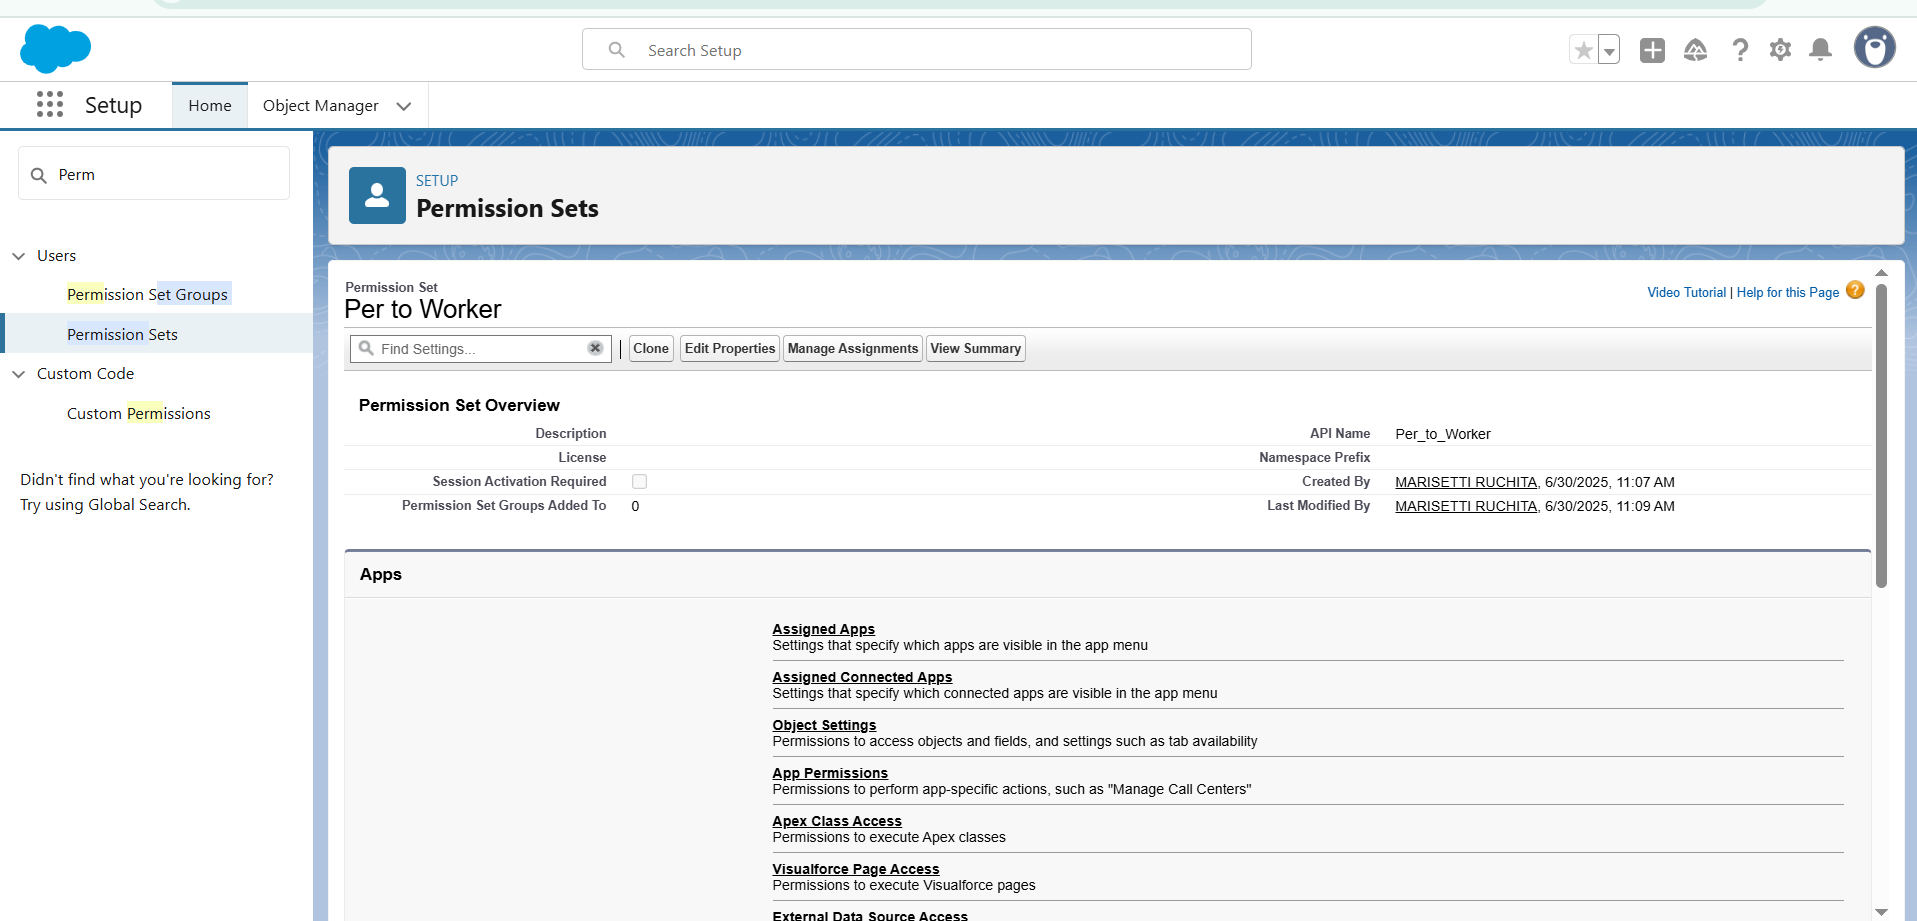 Search Setup
Setup
Home
Object Manager
Perm
Users
Permission Set Groups
Permission Sets
Custom Code
Custom Permissions
Didn't find what you're looking for?
Try using Global Search.
SETUP
Permission Sets
Permission Set
Per to Worker
Video Tutorial | Help for this Page
Find Settings...
Clone
Edit Properties
Manage Assignments
View Summary
Permission Set Overview
Description
API Name Per_to_Worker
License
Namespace Prefix
Session Activation Required
Created By MARISETTI RUCHITA, 6/30/2025, 11:07 AM
Permission Set Groups Added To 0
Last Modified By MARISETTI RUCHITA, 6/30/2025, 11:09 AM
Apps
Assigned Apps
Settings that specify which apps are visible in the app menu
Assigned Connected Apps
Settings that specify which connected apps are visible in the app menu
Object Settings
Permissions to access objects and fields, and settings such as tab availability
App Permissions
Permissions to perform app-specific actions, such as "Manage Call Centers"
Apex Class Access
Permissions to execute Apex classes
Visualforce Page Access
Permissions to execute Visualforce pages
External Data Source Access